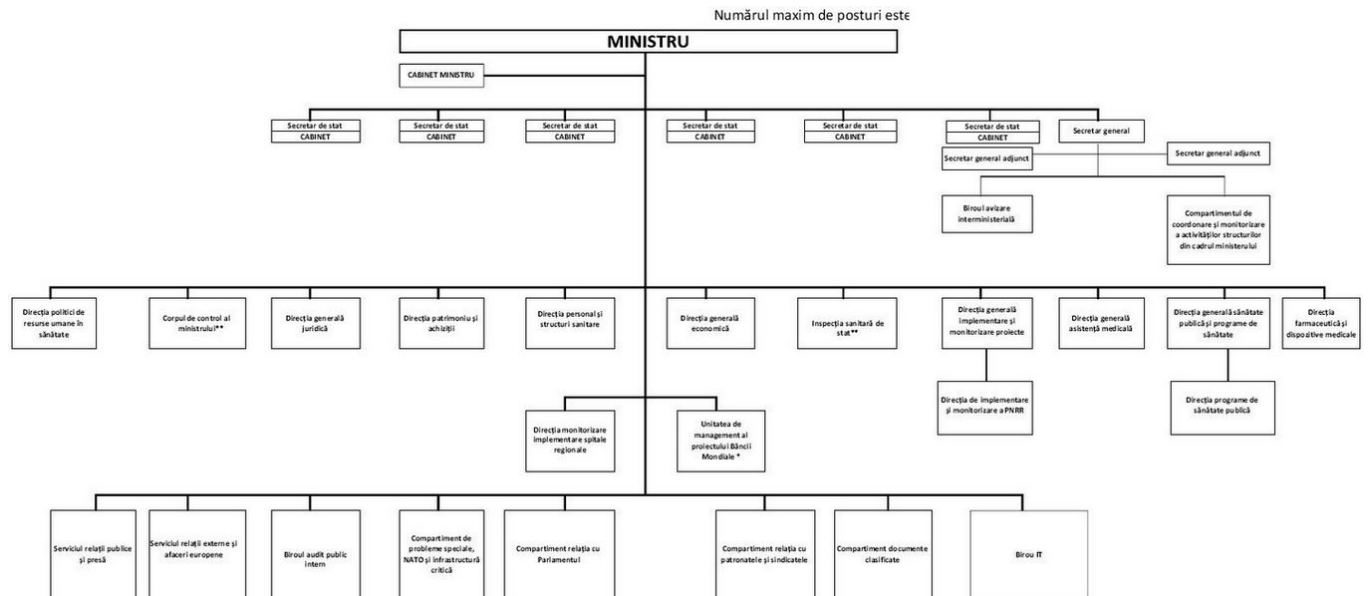 Numărul maxim de posturi este
MINISTRU
CABINET MINISTRU
Secretar de stat
CABINET
Secretar de stat
CABINET
Secretar de stat
CABINET
Secretar de stat
CABINET
Secretar de stat
CABINET
Secretar de stat
CABINET
Secretar general
Secretar general adjunct
Secretar general adjunct
Biroul avizare
interministerială
Compartimentul de
coordonare și monitorizare
a activităților structurilor
din cadrul ministerului
Direcția politici de
resurse umane în
sănătate
Corpul de control al
ministrului**
Direcția generală
juridică
Direcția patrimoniu și
achiziții
Direcția personal și
structuri sanitare
Direcția generală
economică
Inspecția sanitară de
stat**
Direcția generală
implementare și
monitorizare proiecte
Direcția generală
asistență medicală
Direcția generală sănătate
publică și programe de
sănătate
Direcția
farmaceutică și
dispozitive medicale
Direcția de implementare
și monitorizare a PNRR
Direcția programe de
sănătate publică
Direcția monitorizare
implementare spitale
regionale
Unitatea de
management al
proiectului Băncii
Mondiale *
Serviciul relații publice
și presă
Serviciul relații externe și
afaceri europene
Biroul audit public
intern
Compartiment de
probleme speciale,
NATO și infrastructură
critică
Compartiment relația cu
Parlamentul
Compartiment relația cu
patronatele și sindicatele
Compartiment documente
clasificate
Birou IT